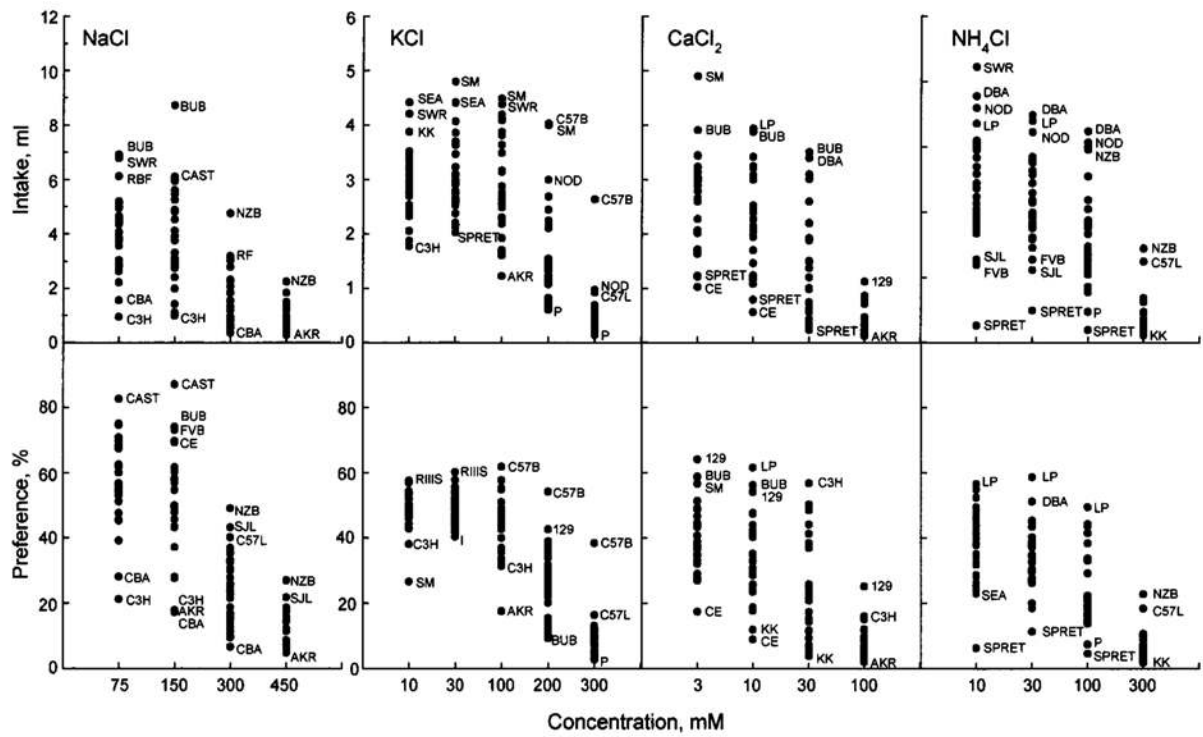 NaCl
KCl
CaCl₂
NH₄Cl
Intake, ml
12
10
8
6
4
2
0
BUB
SWR
RBF
CBA
C3H
BUB
CAST
C3H
NZB
RF
CBA
NZB
AKR
6
5
4
3
2
1
0
SEA
SWR
KK
C3H
SM
SEA
SPRET
SM
SWR
AKR
C57B
SM
NOD
P
C57B
NOD
C57L
P
SM
BUB
SPRET
CE
LP
BUB
SPRET
CE
BUB
DBA
SPRET
129
AKR
SWR
DBA
NOD
LP
SJL
FVB
SPRET
DBA
LP
NOD
FVB
SJL
SPRET
DBA
NOD
NZB
P
SPRET
NZB
C57L
KK
Preference, %
80
60
40
20
0
CAST
CBA
C3H
CAST
BUB
FVB
CE
C3H
AKR
CBA
NZB
SJL
C57L
CBA
NZB
SJL
AKR
80
60
40
20
0
RIIIS
C3H
SM
RIIIS
I
C57B
C3H
AKR
C57B
129
BUB
C57B
C57L
P
129
BUB
SM
CE
LP
BUB
129
KK
CE
C3H
KK
129
C3H
AKR
LP
SEA
SPRET
LP
DBA
SPRET
LP
P
SPRET
NZB
C57L
KK
75 150 300 450
10 30 100 200 300
3 10 30 100
10 30 100 300
Concentration, mM